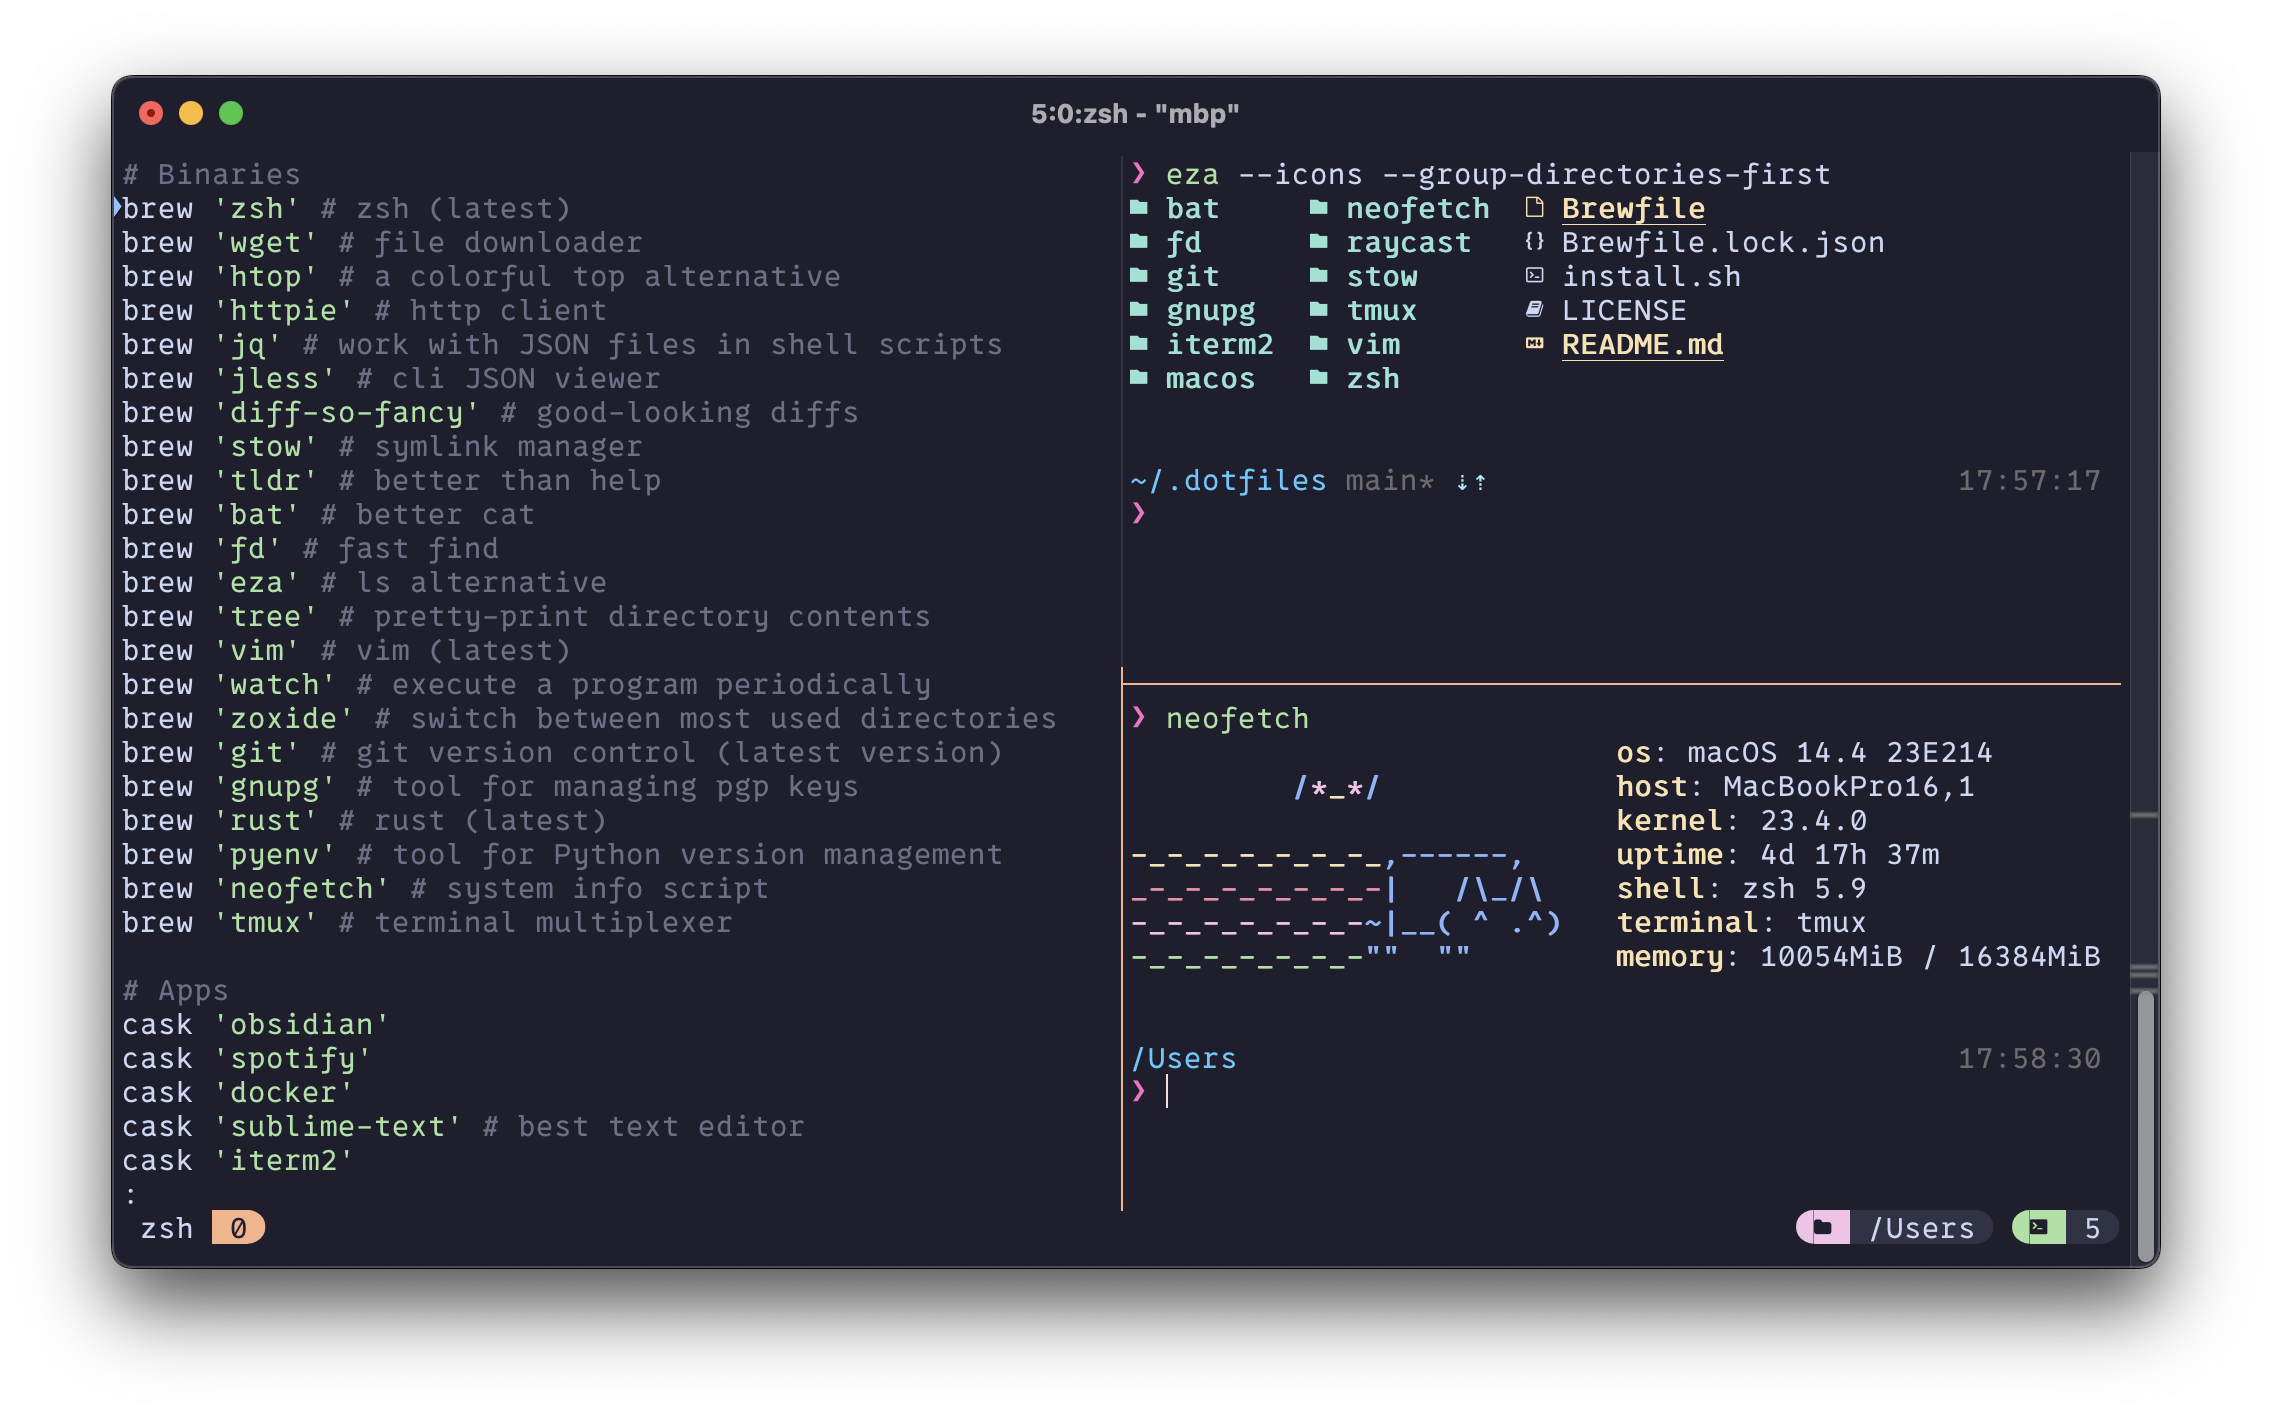 5:0:zsh - "mbp"
# Binaries
brew 'zsh' # zsh (latest)
brew 'wget' # file downloader
brew 'htop' # a colorful top alternative
brew 'httpie' # http client
brew 'jq' # work with JSON files in shell scripts
brew 'jless' # cli JSON viewer
brew 'diff-so-fancy' # good-looking diffs
brew 'stow' # symlink manager
brew 'tldr' # better than help
brew 'bat' # better cat
brew 'fd' # fast find
brew 'eza' # ls alternative
brew 'tree' # pretty-print directory contents
brew 'vim' # vim (latest)
brew 'watch' # execute a program periodically
brew 'zoxide' # switch between most used directories
brew 'git' # git version control (latest version)
brew 'gnupg' # tool for managing pgp keys
brew 'rust' # rust (latest)
brew 'pyenv' # tool for Python version management
brew 'neofetch' # system info script
brew 'tmux' # terminal multiplexer

# Apps
cask 'obsidian'
cask 'spotify'
cask 'docker'
cask 'sublime-text' # best text editor
cask 'iterm2'
:
❯ eza --icons --group-directories-first
bat neofetch Brewfile
fd raycast {} Brewfile.lock.json
git stow install.sh
gnupg tmux LICENSE
iterm2 vim README.md
macos zsh
~/.dotfiles main* ⇣⇡ 17:57:17
❯
❯ neofetch
os: macOS 14.4 23E214
/*_*/ host: MacBookPro16,1
kernel: 23.4.0
-_-_-_-_-_-_-_,------, uptime: 4d 17h 37m
_-_-_-_-_-_-_-|   /\_/\ shell: zsh 5.9
-_-_-_-_-_-_-~|__( ^ .^) terminal: tmux
-_-_-_-_-_-_-""  "" memory: 10054MiB / 16384MiB
/Users 17:58:30
❯
zsh 0 /Users 5